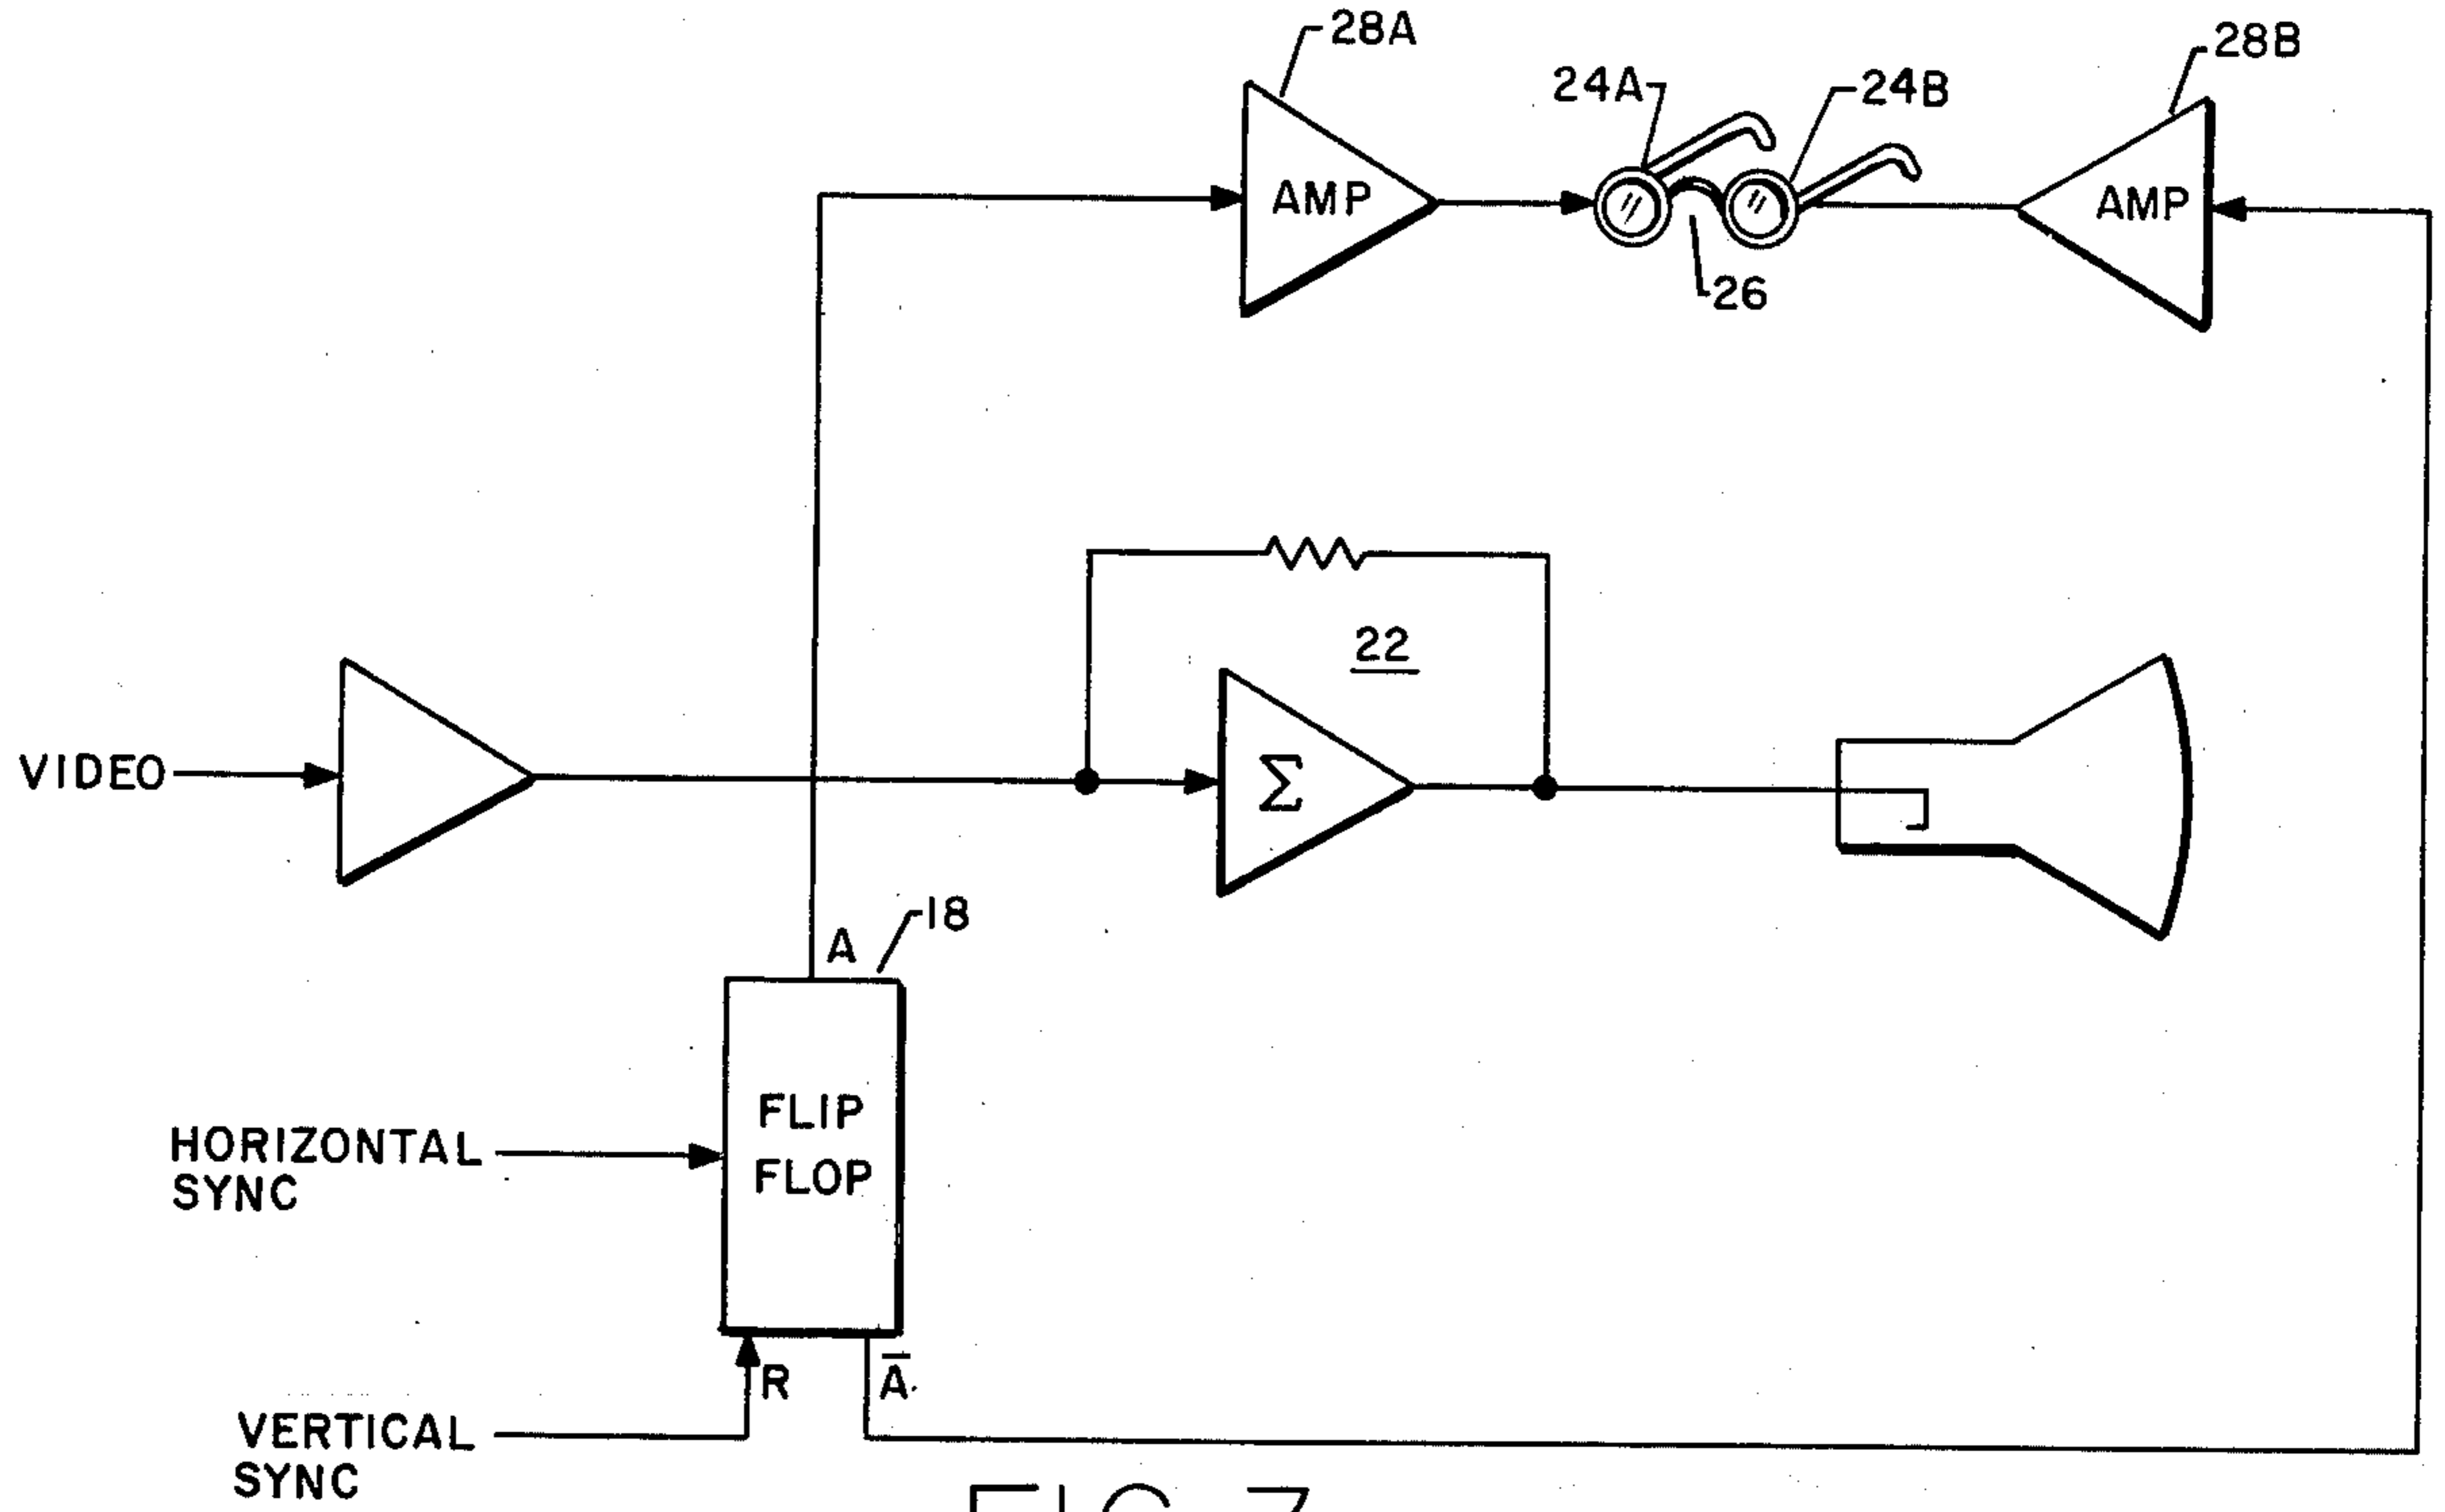 28A
28B
24A
24B
AMP
AMP
26
22
VIDEO
Σ
18
A
FLIP
FLOP
HORIZONTAL
SYNC
R
A̅
VERTICAL
SYNC